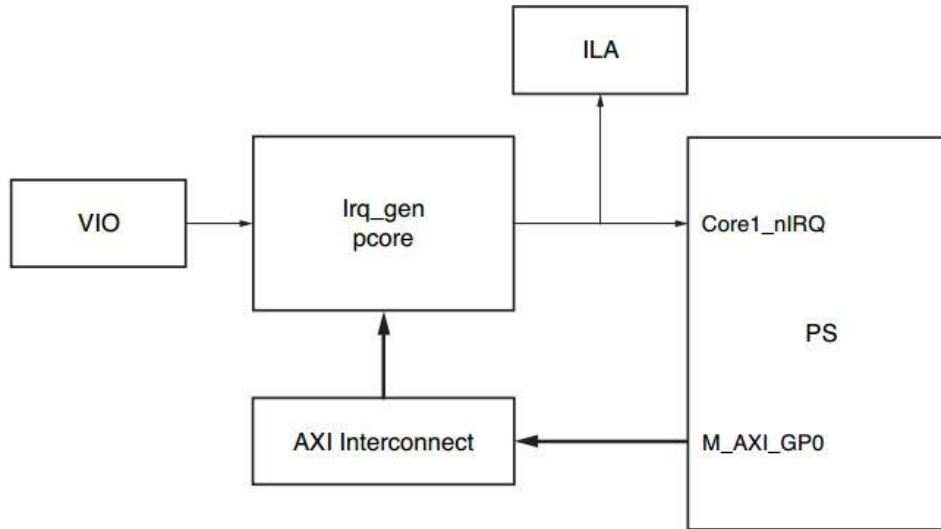 ILA
VIO
Irq_gen
pcore
Core1_nIRQ
PS
AXI Interconnect
M_AXI_GP0